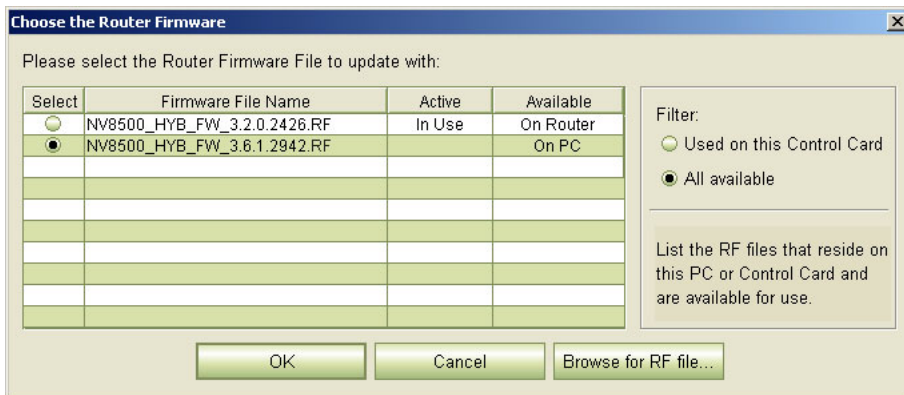 Choose the Router Firmware
Please select the Router Firmware File to update with:
Select Firmware File Name Active Available
NV8500_HYB_FW_3.2.0.2426.RF In Use On Router
NV8500_HYB_FW_3.6.1.2942.RF On PC
Filter:
Used on this Control Card
All available
List the RF files that reside on
this PC or Control Card and
are available for use.
OK Cancel Browse for RF file...